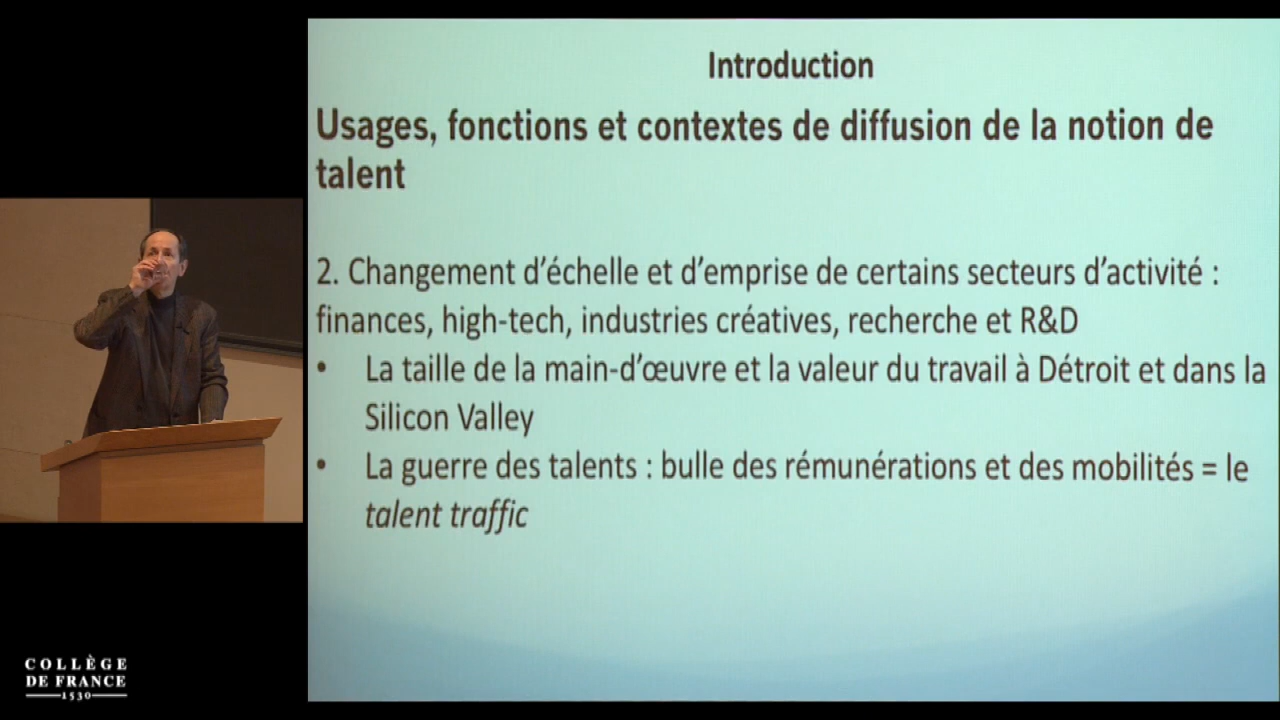 Introduction
Usages, fonctions et contextes de diffusion de la notion de
talent
2. Changement d’échelle et d’emprise de certains secteurs d’activité :
finances, high-tech, industries créatives, recherche et R&D
• La taille de la main-d’œuvre et la valeur du travail à Détroit et dans la
Silicon Valley
• La guerre des talents : bulle des rémunérations et des mobilités = le
talent traffic
COLLÈGE
DE FRANCE
1530